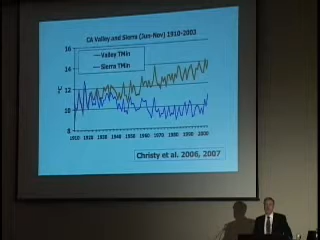 CA Valley and Sierra (Jun-Nov) 1910-2003
16
Valley TMin
Sierra TMin
14
12
°C
10
8
1910 1920 1930 1940 1950 1960 1970 1980 1990 2000
Christy et al. 2006, 2007